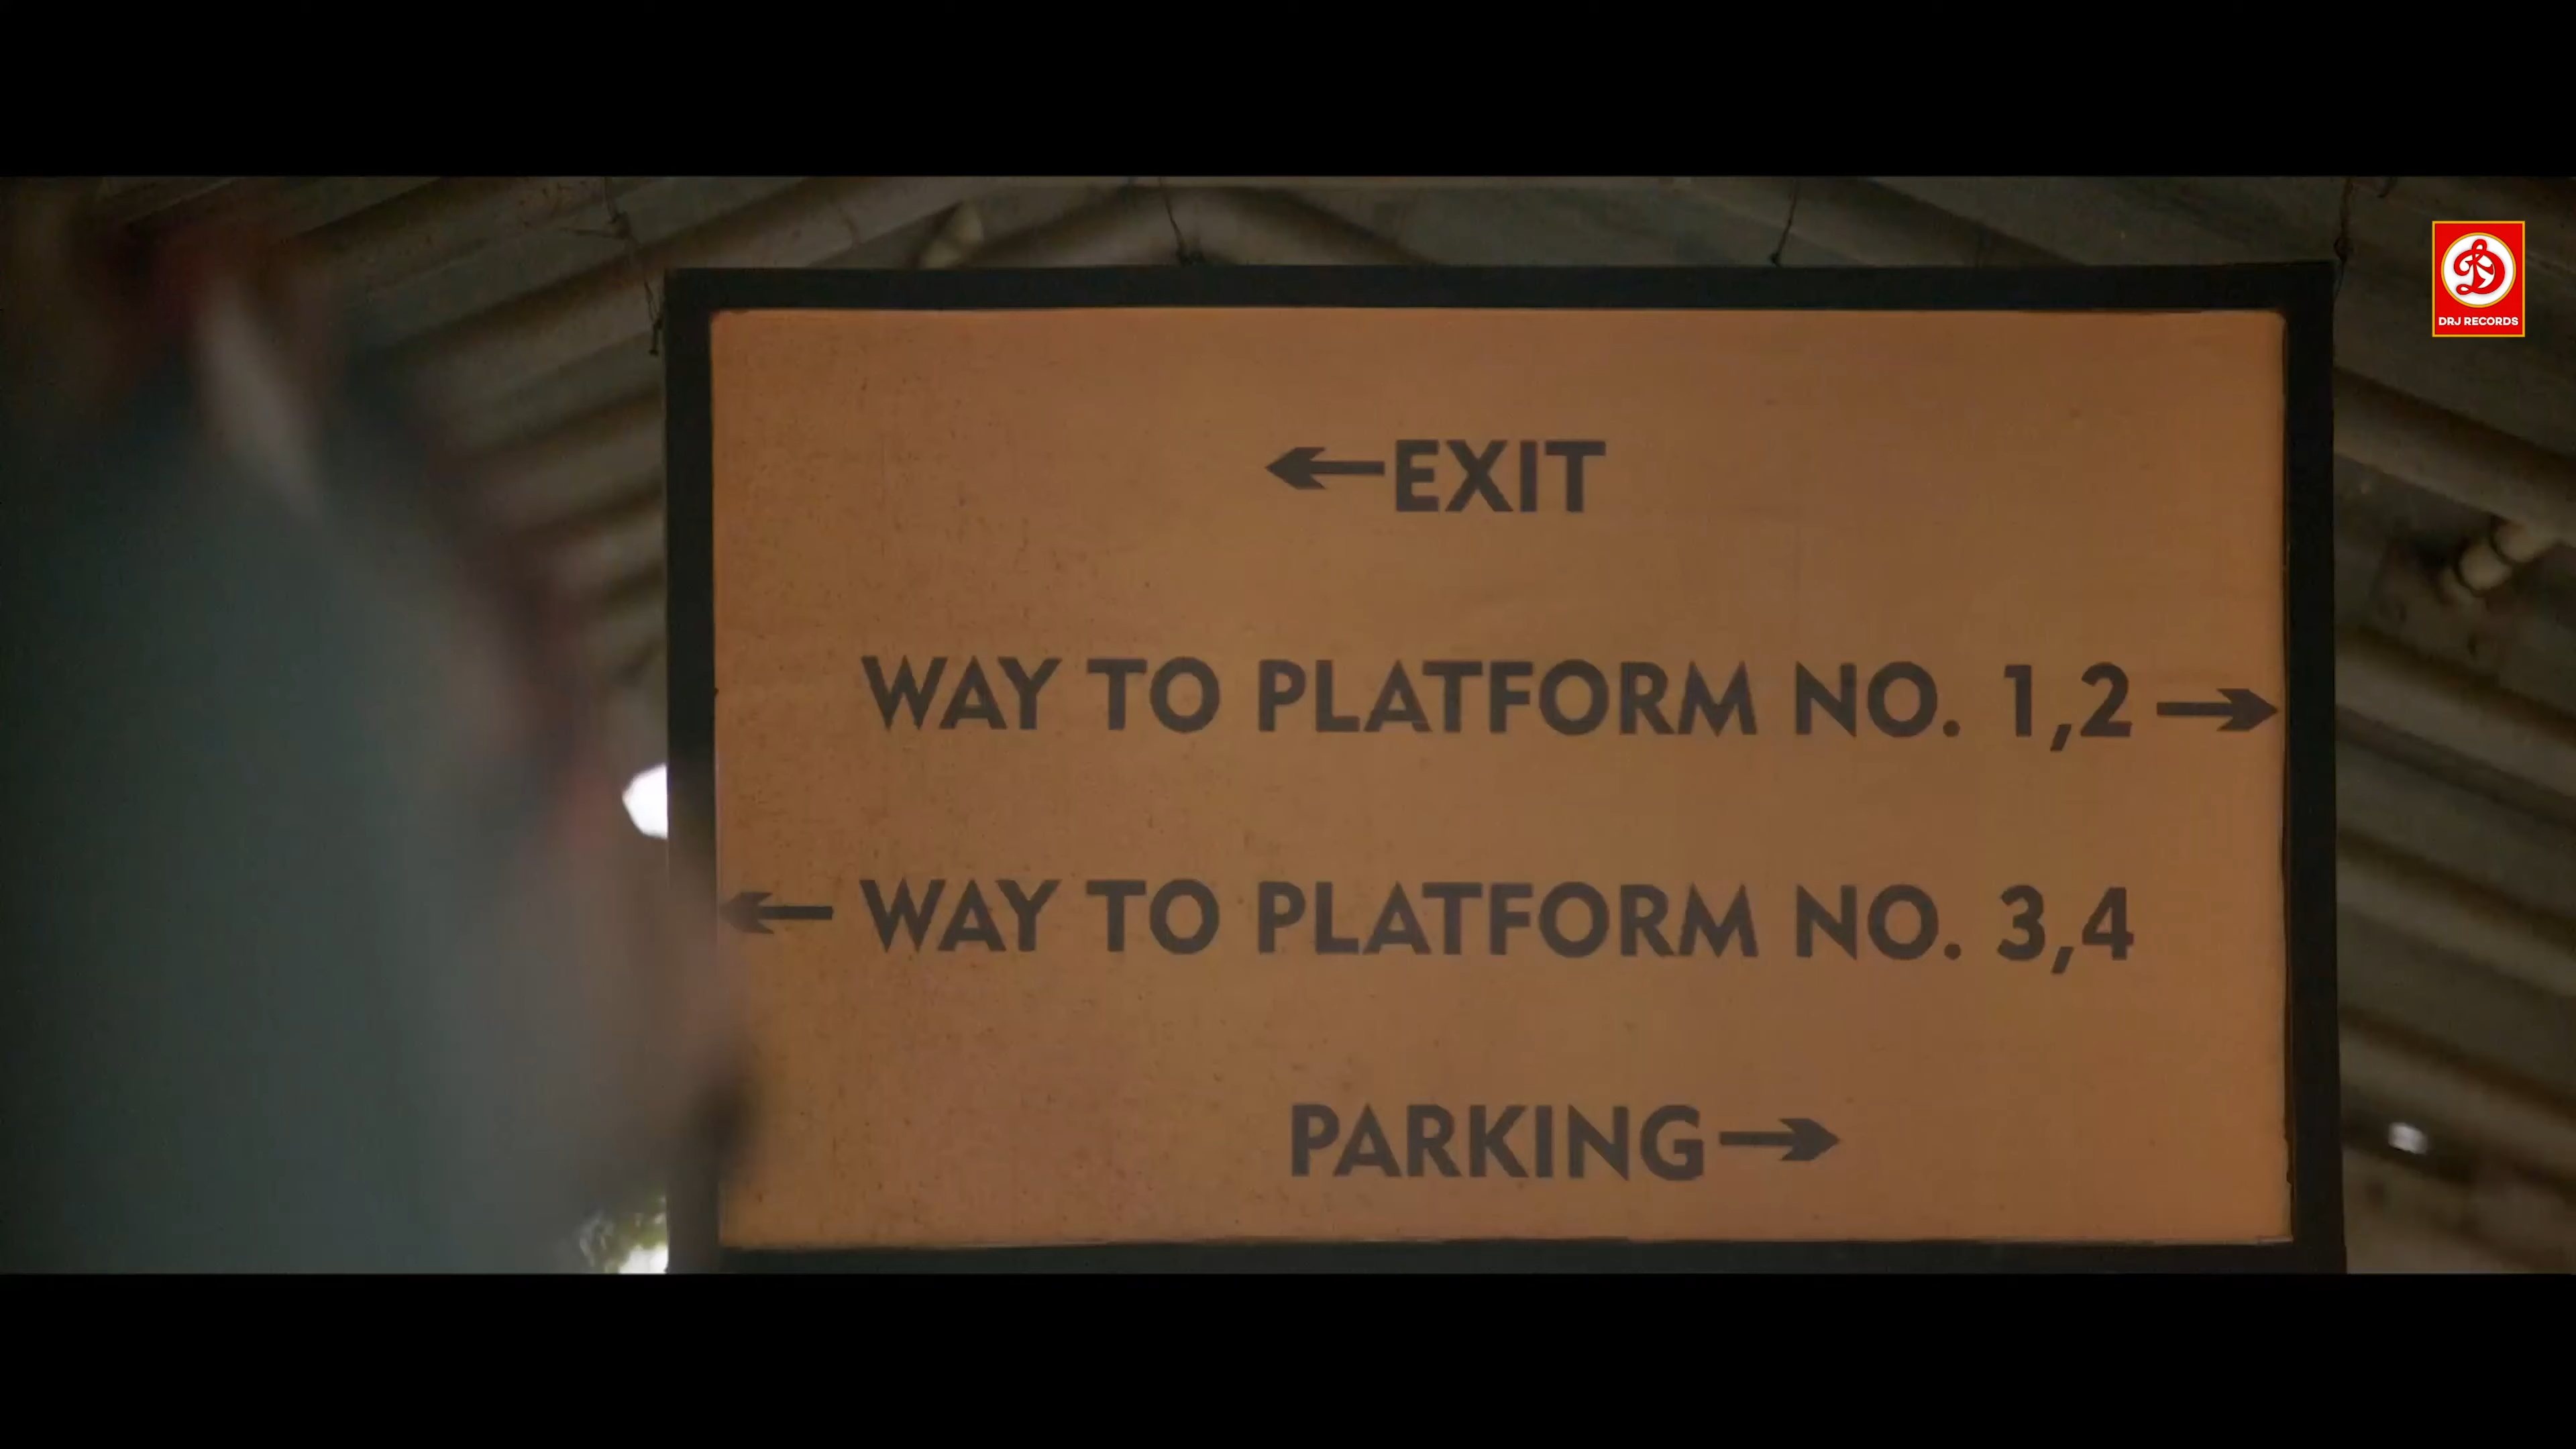 ←EXIT
WAY TO PLATFORM NO. 1,2→
← WAY TO PLATFORM NO. 3,4
PARKING→
DRJ RECORDS